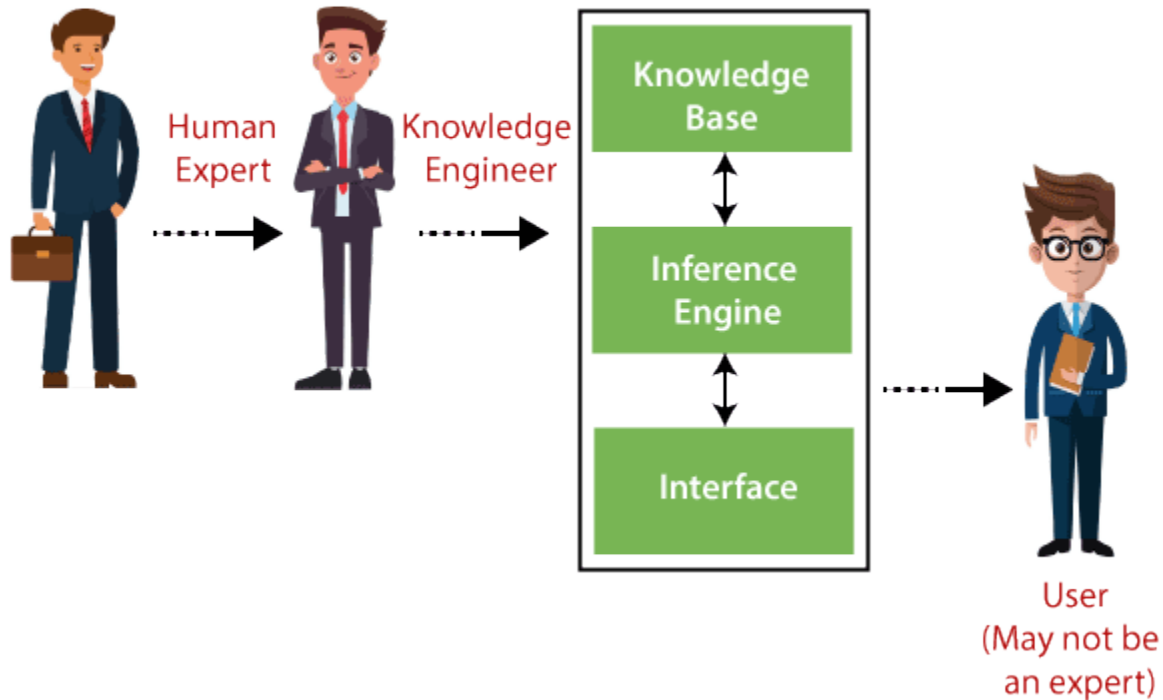 Human
Expert
Knowledge
Engineer
Knowledge
Base
Inference
Engine
Interface
User
(May not be
an expert)